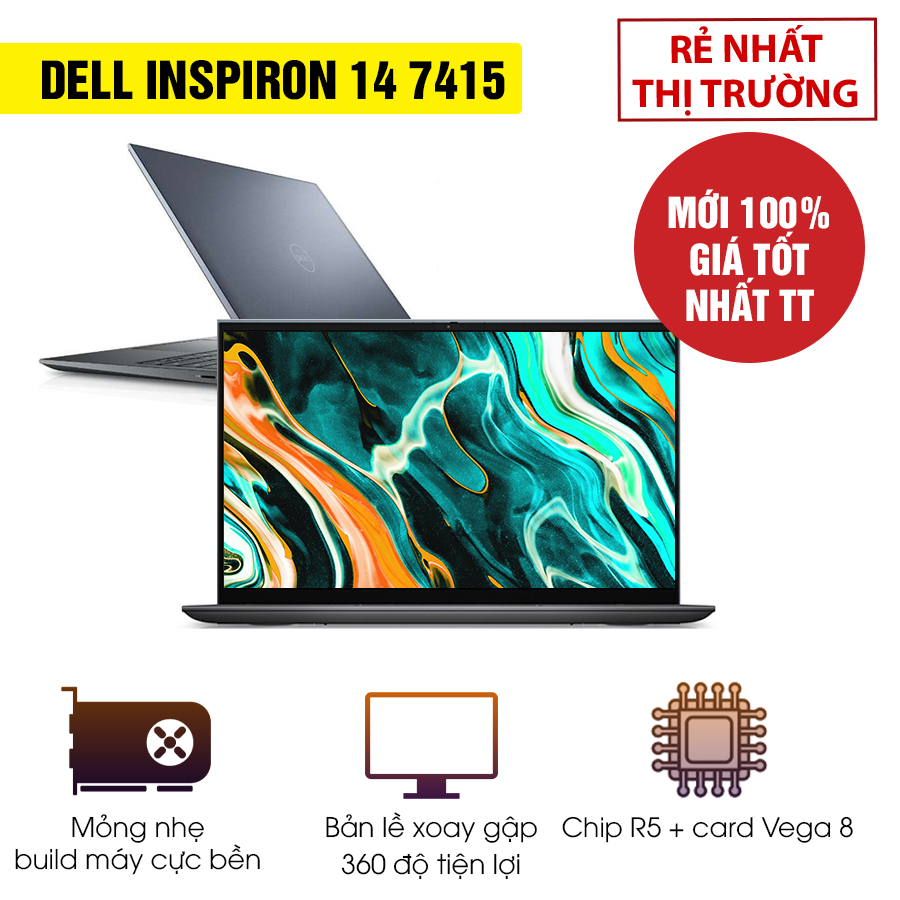 DELL INSPIRON 14 7415
RẺ NHẤT
THỊ TRƯỜNG
MỚI 100%
GIÁ TỐT
NHẤT TT
Mỏng nhẹ
build máy cực bền
Bản lề xoay gập
360 độ tiện lợi
Chip R5 + card Vega 8